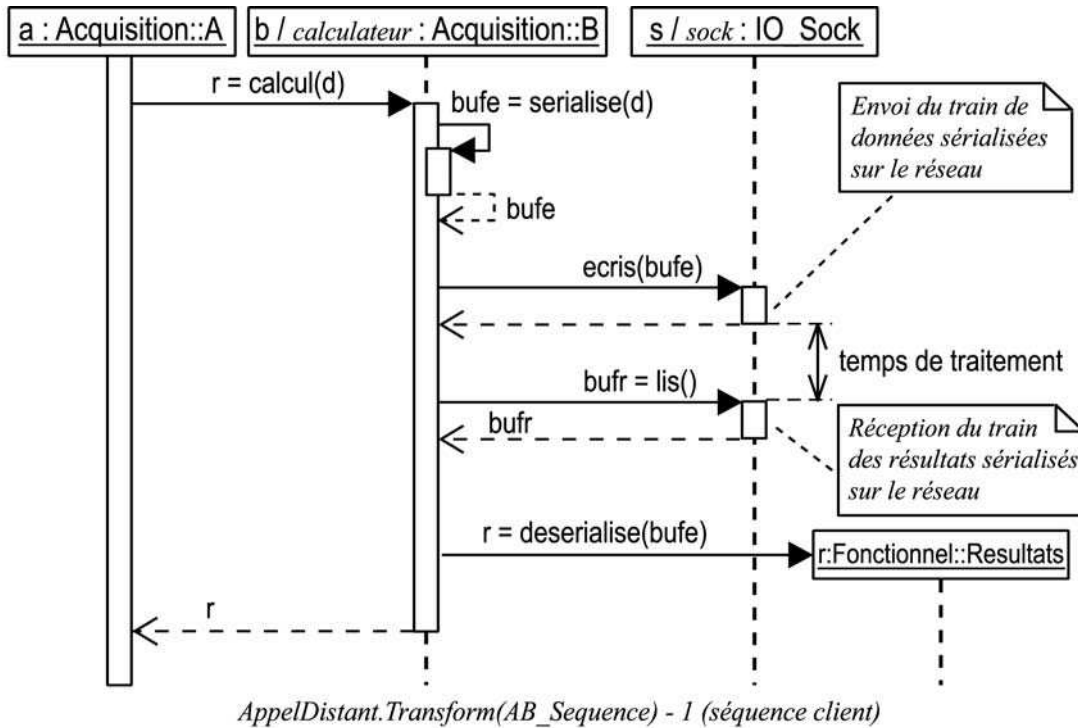 a : Acquisition::A
b / calculateur : Acquisition::B
s / sock : IO_Sock
r = calcul(d)
bufe = serialise(d)
bufe
Envoi du train de
données sérialisées
sur le réseau
ecris(bufe)
temps de traitement
bufr = lis()
bufr
Réception du train
des résultats sérialisés
sur le réseau
r = deserialise(bufe)
r:Fonctionnel::Resultats
r
AppelDistant.Transform(AB_Sequence) - 1 (séquence client)